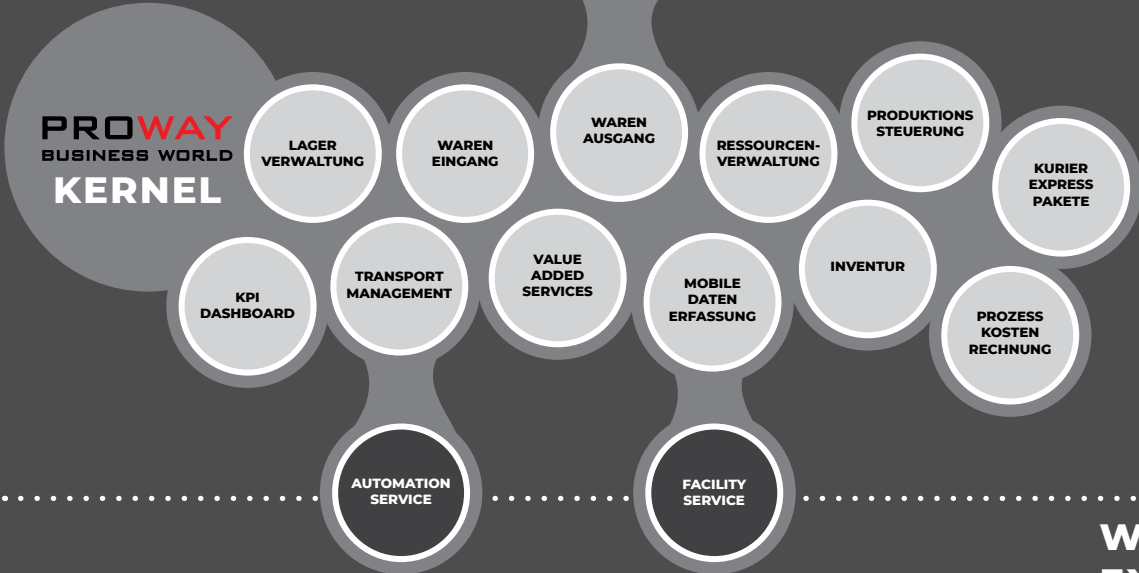 PROWAY
BUSINESS WORLD
KERNEL
LAGER
VERWALTUNG
WAREN
EINGANG
WAREN
AUSGANG
RESSOURCEN-
VERWALTUNG
PRODUKTIONS
STEUERUNG
KURIER
EXPRESS
PAKETE
KPI
DASHBOARD
TRANSPORT
MANAGEMENT
VALUE
ADDED
SERVICES
MOBILE
DATEN
ERFASSUNG
INVENTUR
PROZESS
KOSTEN
RECHNUNG
AUTOMATION
SERVICE
FACILITY
SERVICE
W